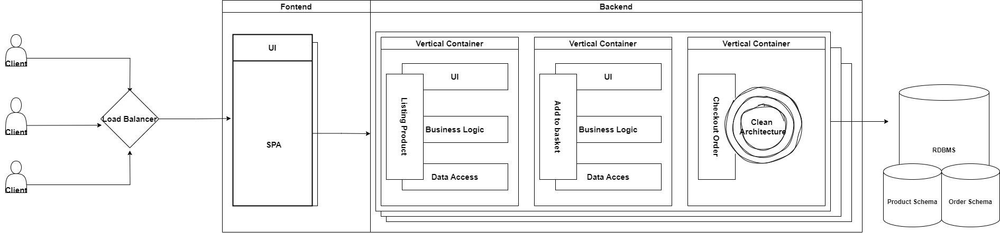 Fontend
Backend
Client
Client
Client
Load Balancer
UI
SPA
Vertical Container
UI
Listing Product
Business Logic
Data Access
Vertical Container
UI
Add to basket
Business Logic
Data Acces
Vertical Container
Checkout Order
Clean
Architecture
RDBMS
Product Schema
Order Schema